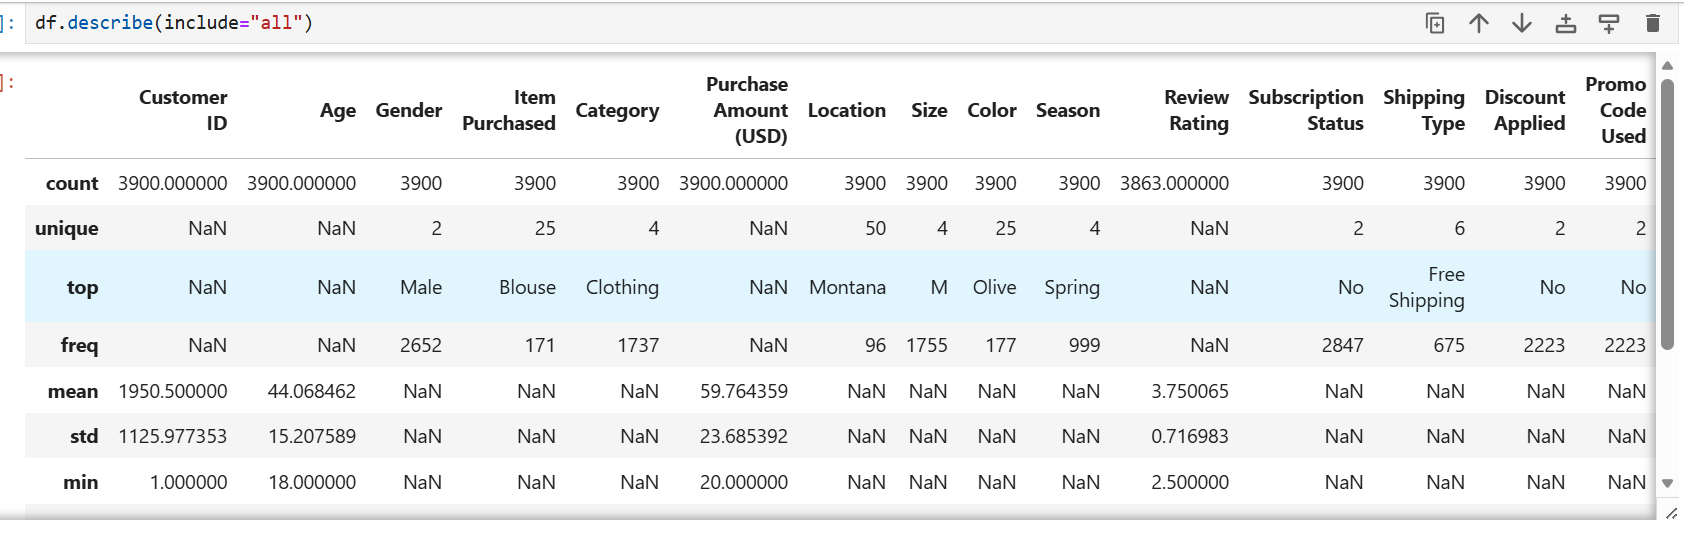 ]: df.describe(include="all")
]:
Customer ID Age Gender Item Purchased Category Purchase Amount (USD) Location Size Color Season Review Rating Subscription Status Shipping Type Discount Applied Promo Code Used
count 3900.000000 3900.000000 3900 3900 3900 3900.000000 3900 3900 3900 3900 3863.000000 3900 3900 3900 3900
unique NaN NaN 2 25 4 NaN 50 4 25 4 NaN 2 6 2 2
top NaN NaN Male Blouse Clothing NaN Montana M Olive Spring NaN No Free Shipping No No
freq NaN NaN 2652 171 1737 NaN 96 1755 177 999 NaN 2847 675 2223 2223
mean 1950.500000 44.068462 NaN NaN NaN 59.764359 NaN NaN NaN NaN 3.750065 NaN NaN NaN NaN
std 1125.977353 15.207589 NaN NaN NaN 23.685392 NaN NaN NaN NaN 0.716983 NaN NaN NaN NaN
min 1.000000 18.000000 NaN NaN NaN 20.000000 NaN NaN NaN NaN 2.500000 NaN NaN NaN NaN